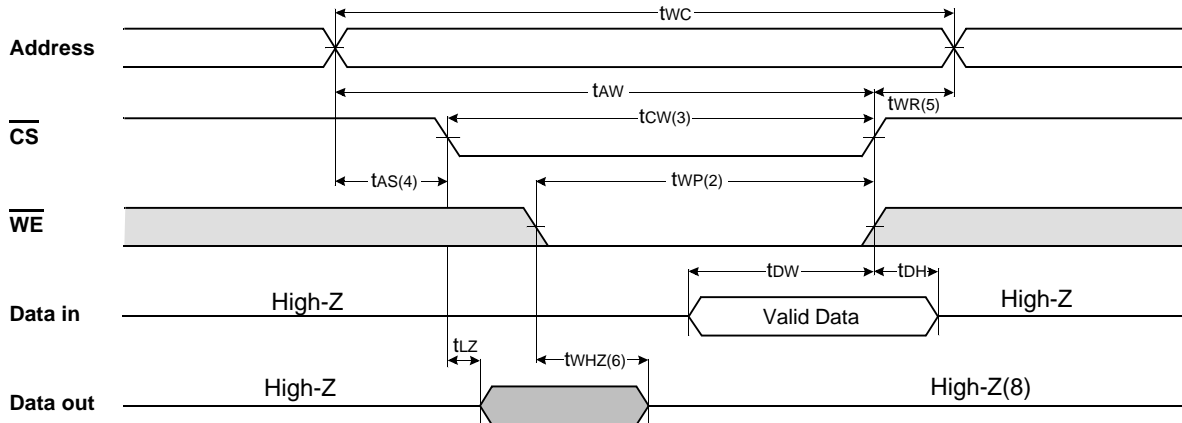 tWC
Address
tAW
tWR(5)
tCW(3)
CS
tAS(4)
tWP(2)
WE
tDW
tDH
High-Z
High-Z
Data in
Valid Data
tLZ
tWHZ(6)
High-Z
High-Z(8)
Data out